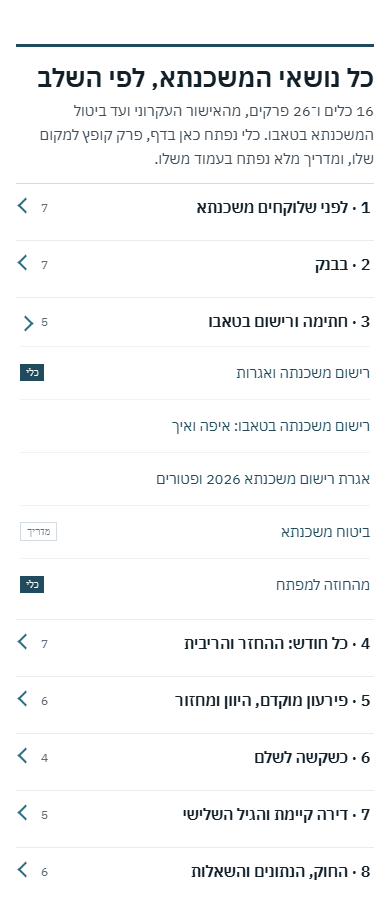 כל נושאי המשכנתא, לפי השלב
16 כלים ו־26 פרקים, מהאישור העקרוני ועד ביטול
המשכנתא בטאבו. כלי נפתח כאן בדף, פרק קופץ למקום
שלו, ומדריך מלא נפתח בעמוד משלו.
1 · לפני שלוקחים משכנתא 7
2 · בבנק 7
3 · חתימה ורישום בטאבו 5
רישום משכנתה ואגרות כלי
רישום משכנתה בטאבו: איפה ואיך
אגרת רישום משכנתא 2026 ופטורים
ביטוח משכנתא מדריך
מהחוזה למפתח כלי
4 · כל חודש: ההחזר והריבית 7
5 · פירעון מוקדם, היוון ומחזור 6
6 · כשקשה לשלם 4
7 · דירה קיימת והגיל השלישי 5
8 · החוק, הנתונים והשאלות 6